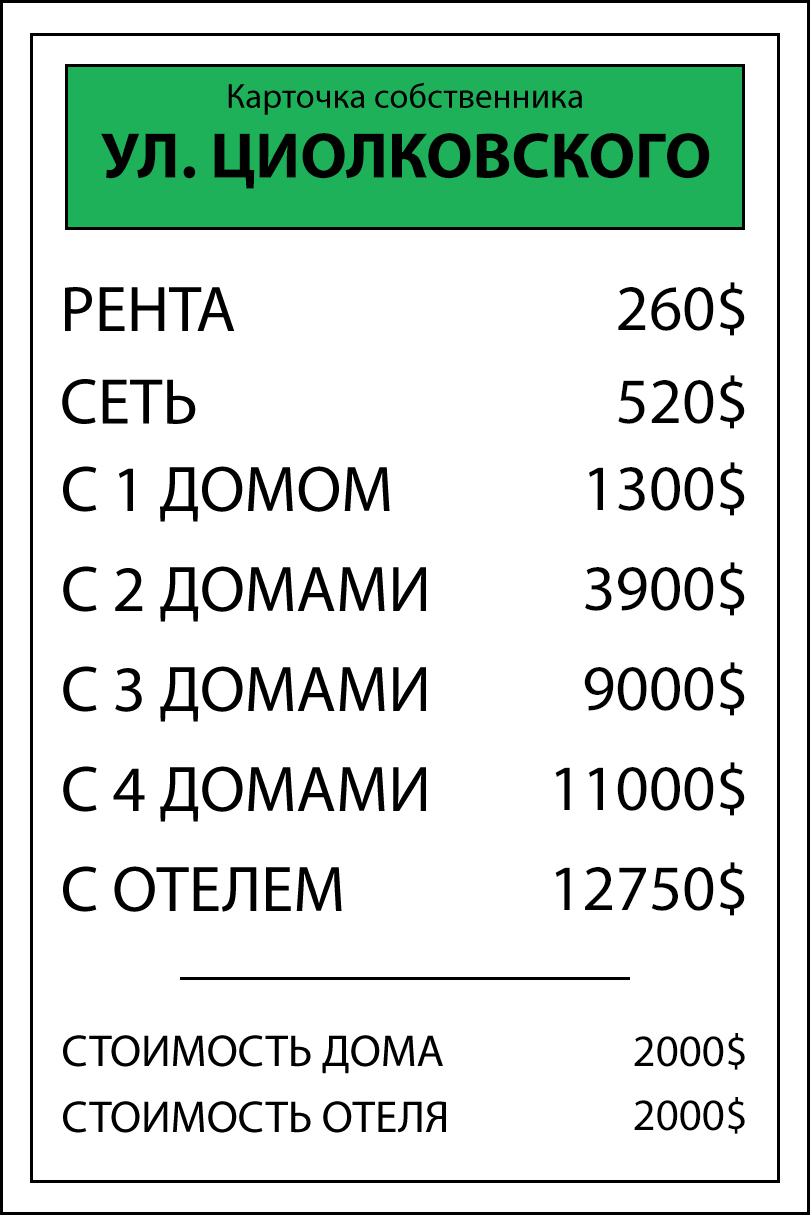 Карточка собственника
УЛ. ЦИОЛКОВСКОГО
РЕНТА 260$
СЕТЬ 520$
С 1 ДОМОМ 1300$
С 2 ДОМАМИ 3900$
С 3 ДОМАМИ 9000$
С 4 ДОМАМИ 11000$
С ОТЕЛЕМ 12750$
СТОИМОСТЬ ДОМА 2000$
СТОИМОСТЬ ОТЕЛЯ 2000$